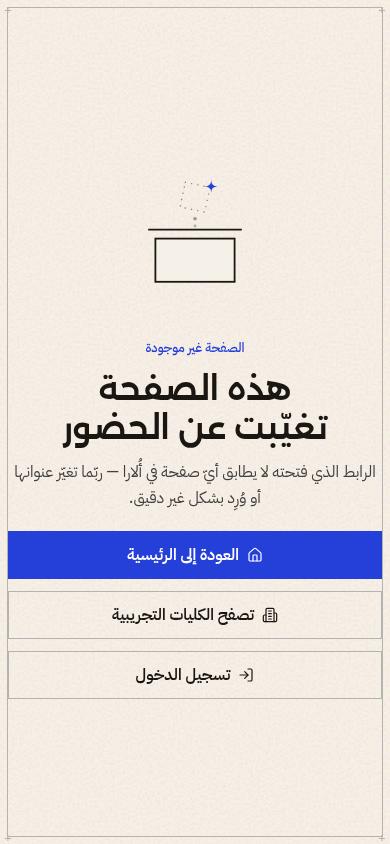 الصفحة غير موجودة
هذه الصفحة
تغيّبت عن الحضور
الرابط الذي فتحته لا يطابق أيّ صفحة في أُلارا — ربّما تغيّر عنوانها
أو وُرِد بشكل غير دقيق.
العودة إلى الرئيسية
تصفح الكليات التجريبية
تسجيل الدخول